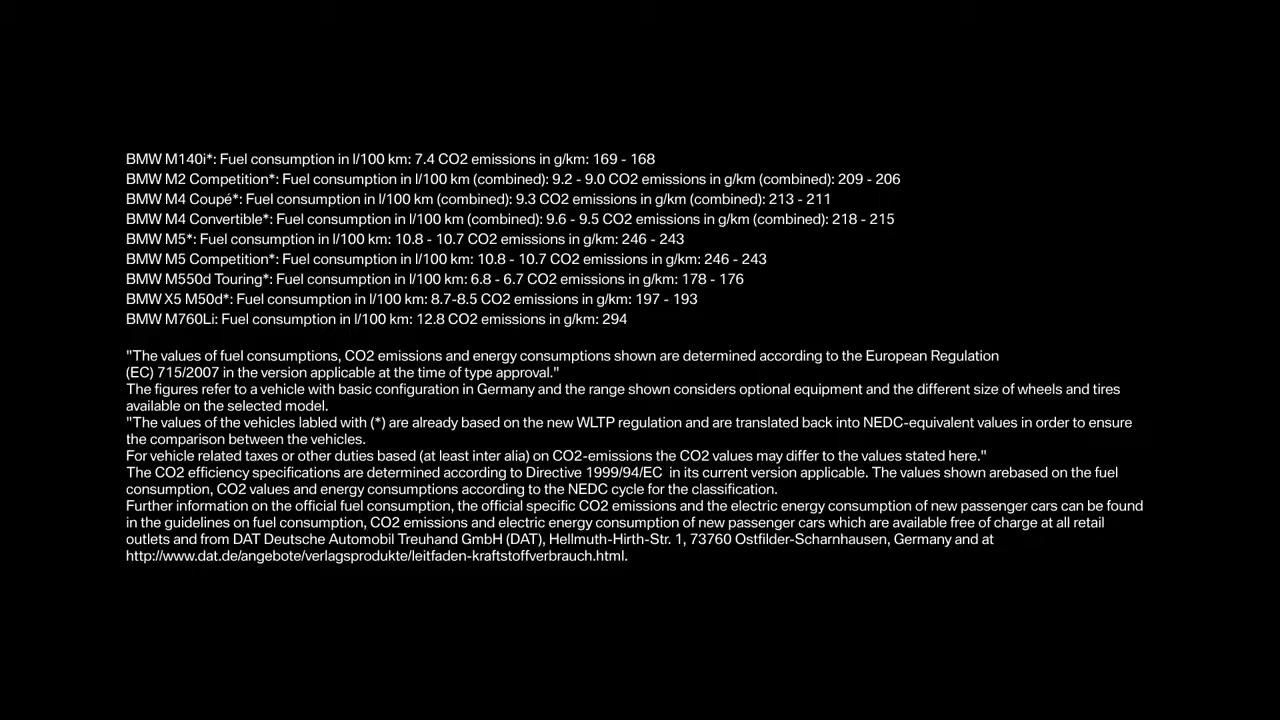 BMW M140i*: Fuel consumption in l/100 km: 7.4 CO2 emissions in g/km: 169 - 168
BMW M2 Competition*: Fuel consumption in l/100 km (combined): 9.2 - 9.0 CO2 emissions in g/km (combined): 209 - 206
BMW M4 Coupé*: Fuel consumption in l/100 km (combined): 9.3 CO2 emissions in g/km (combined): 213 - 211
BMW M4 Convertible*: Fuel consumption in l/100 km (combined): 9.6 - 9.5 CO2 emissions in g/km (combined): 218 - 215
BMW M5*: Fuel consumption in l/100 km: 10.8 - 10.7 CO2 emissions in g/km: 246 - 243
BMW M5 Competition*: Fuel consumption in l/100 km: 10.8 - 10.7 CO2 emissions in g/km: 246 - 243
BMW M550d Touring*: Fuel consumption in l/100 km: 6.8 - 6.7 CO2 emissions in g/km: 178 - 176
BMW X5 M50d*: Fuel consumption in l/100 km: 8.7-8.5 CO2 emissions in g/km: 197 - 193
BMW M760Li: Fuel consumption in l/100 km: 12.8 CO2 emissions in g/km: 294
"The values of fuel consumptions, CO2 emissions and energy consumptions shown are determined according to the European Regulation
(EC) 715/2007 in the version applicable at the time of type approval."
The figures refer to a vehicle with basic configuration in Germany and the range shown considers optional equipment and the different size of wheels and tires
available on the selected model.
"The values of the vehicles labled with (*) are already based on the new WLTP regulation and are translated back into NEDC-equivalent values in order to ensure
the comparison between the vehicles.
For vehicle related taxes or other duties based (at least inter alia) on CO2-emissions the CO2 values may differ to the values stated here."
The CO2 efficiency specifications are determined according to Directive 1999/94/EC  in its current version applicable. The values shown arebased on the fuel
consumption, CO2 values and energy consumptions according to the NEDC cycle for the classification.
Further information on the official fuel consumption, the official specific CO2 emissions and the electric energy consumption of new passenger cars can be found
in the guidelines on fuel consumption, CO2 emissions and electric energy consumption of new passenger cars which are available free of charge at all retail
outlets and from DAT Deutsche Automobil Treuhand GmbH (DAT), Hellmuth-Hirth-Str. 1, 73760 Ostfilder-Scharnhausen, Germany and at
http://www.dat.de/angebote/verlagsprodukte/leitfaden-kraftstoffverbrauch.html.